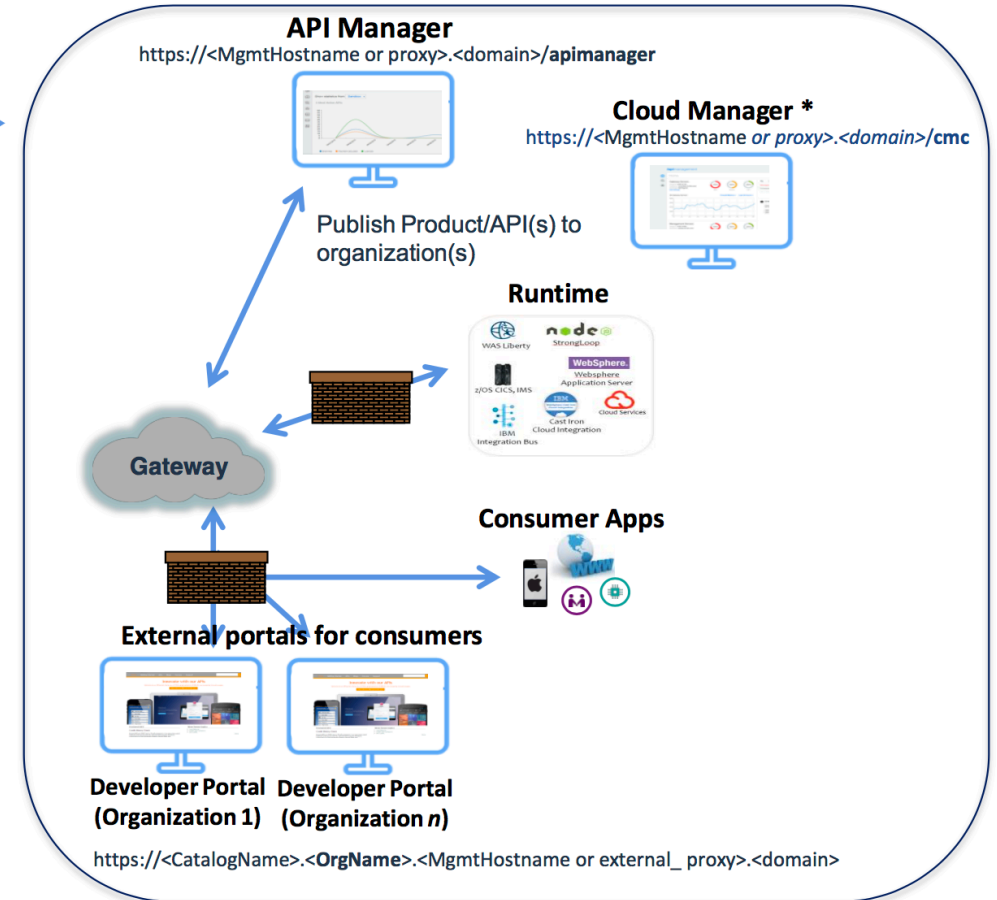 API Manager
https://<MgmtHostname or proxy>.<domain>/apimanager
Cloud Manager *
https://<MgmtHostname or proxy>.<domain>/cmc
Publish Product/API(s) to
organization(s)
Runtime
WAS Liberty
node
StrongLoop
WebSphere.
Websphere
Application Server
z/OS CICS, IMS
IBM
Cloud Services
Cast Iron
Cloud Integration
IBM
Integration Bus
Gateway
Consumer Apps
WWW
External portals for consumers
Developer Portal
(Organization 1)
Developer Portal
(Organization n)
https://<CatalogName>.<OrgName>.<MgmtHostname or external_ proxy>.<domain>